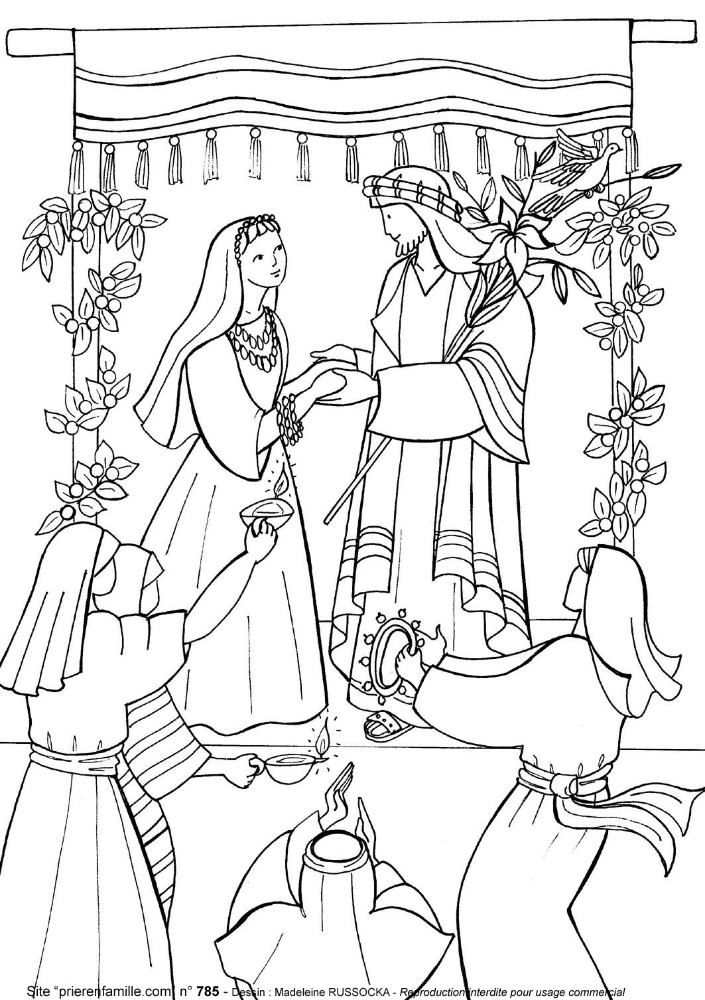 Site “prierenfamille.com” n° 785 - Dessin : Madeleine RUSSOCKA - Reproduction interdite pour usage commercial